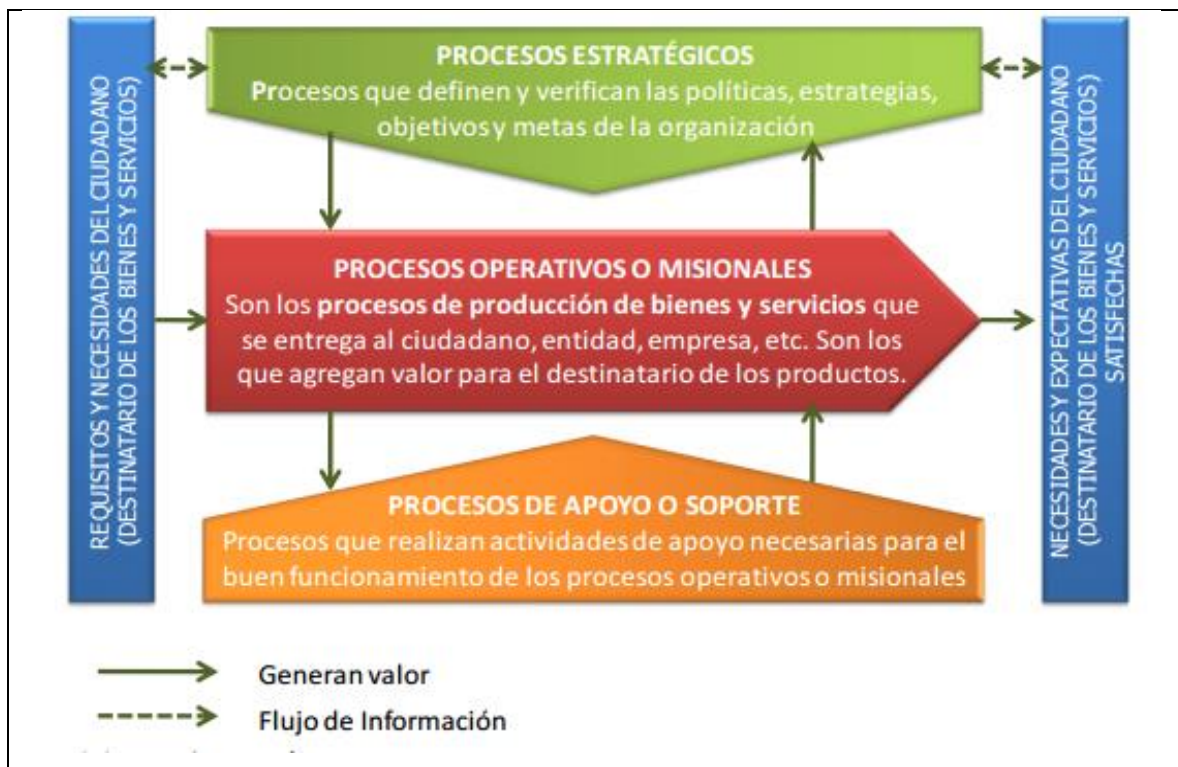 REQUISITOS Y NECESIDADES DEL CIUDADANO
(DESTINATARIO DE LOS BIENES Y SERVICIOS)
PROCESOS ESTRATÉGICOS
Procesos que definen y verifican las políticas, estrategias,
objetivos y metas de la organización
PROCESOS OPERATIVOS O MISIONALES
Son los procesos de producción de bienes y servicios que
se entrega al ciudadano, entidad, empresa, etc. Son los
que agregan valor para el destinatario de los productos.
PROCESOS DE APOYO O SOPORTE
Procesos que realizan actividades de apoyo necesarias para el
buen funcionamiento de los procesos operativos o misionales
NECESIDADES Y EXPECTATIVAS DEL CIUDADANO
(DESTINATARIO DE LOS BIENES Y SERVICIOS)
SATISFECHAS
Generan valor
Flujo de Información